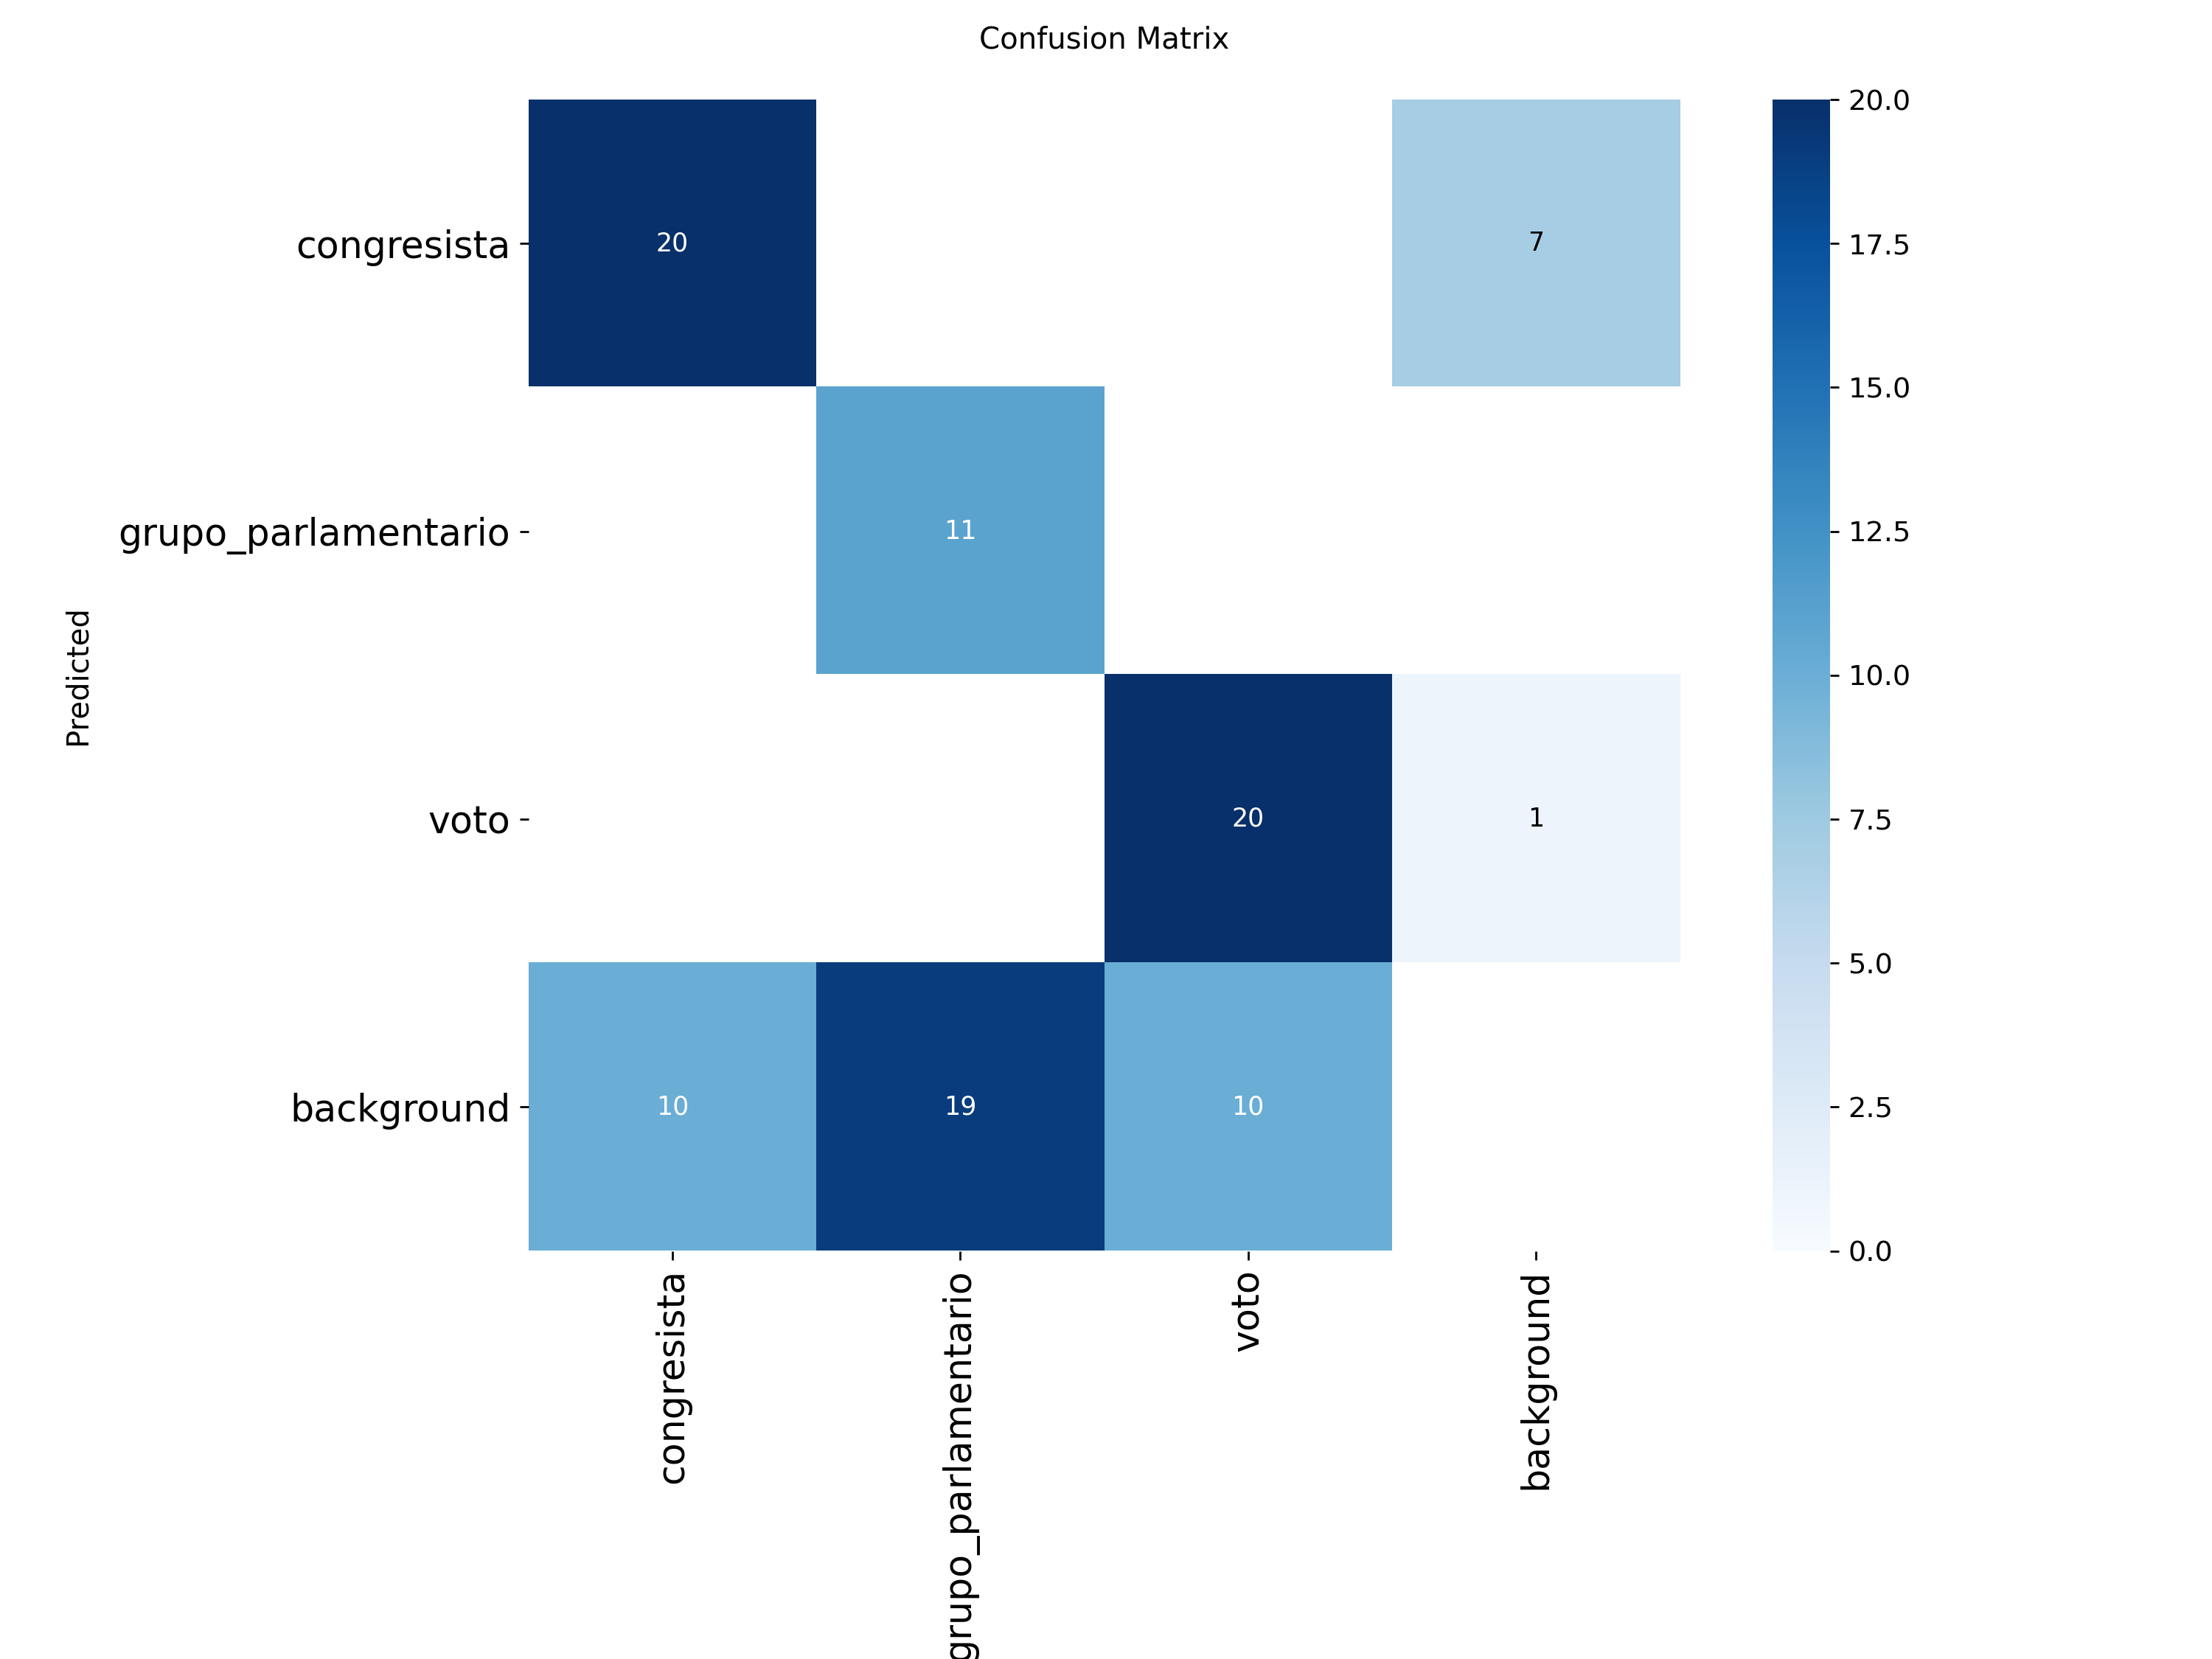 Confusion Matrix
Predicted
congresista
20
7
grupo_parlamentario
11
voto
20
1
background
10
19
10
congresista
grupo_parlamentario
voto
background
20.0
17.5
15.0
12.5
10.0
7.5
5.0
2.5
0.0